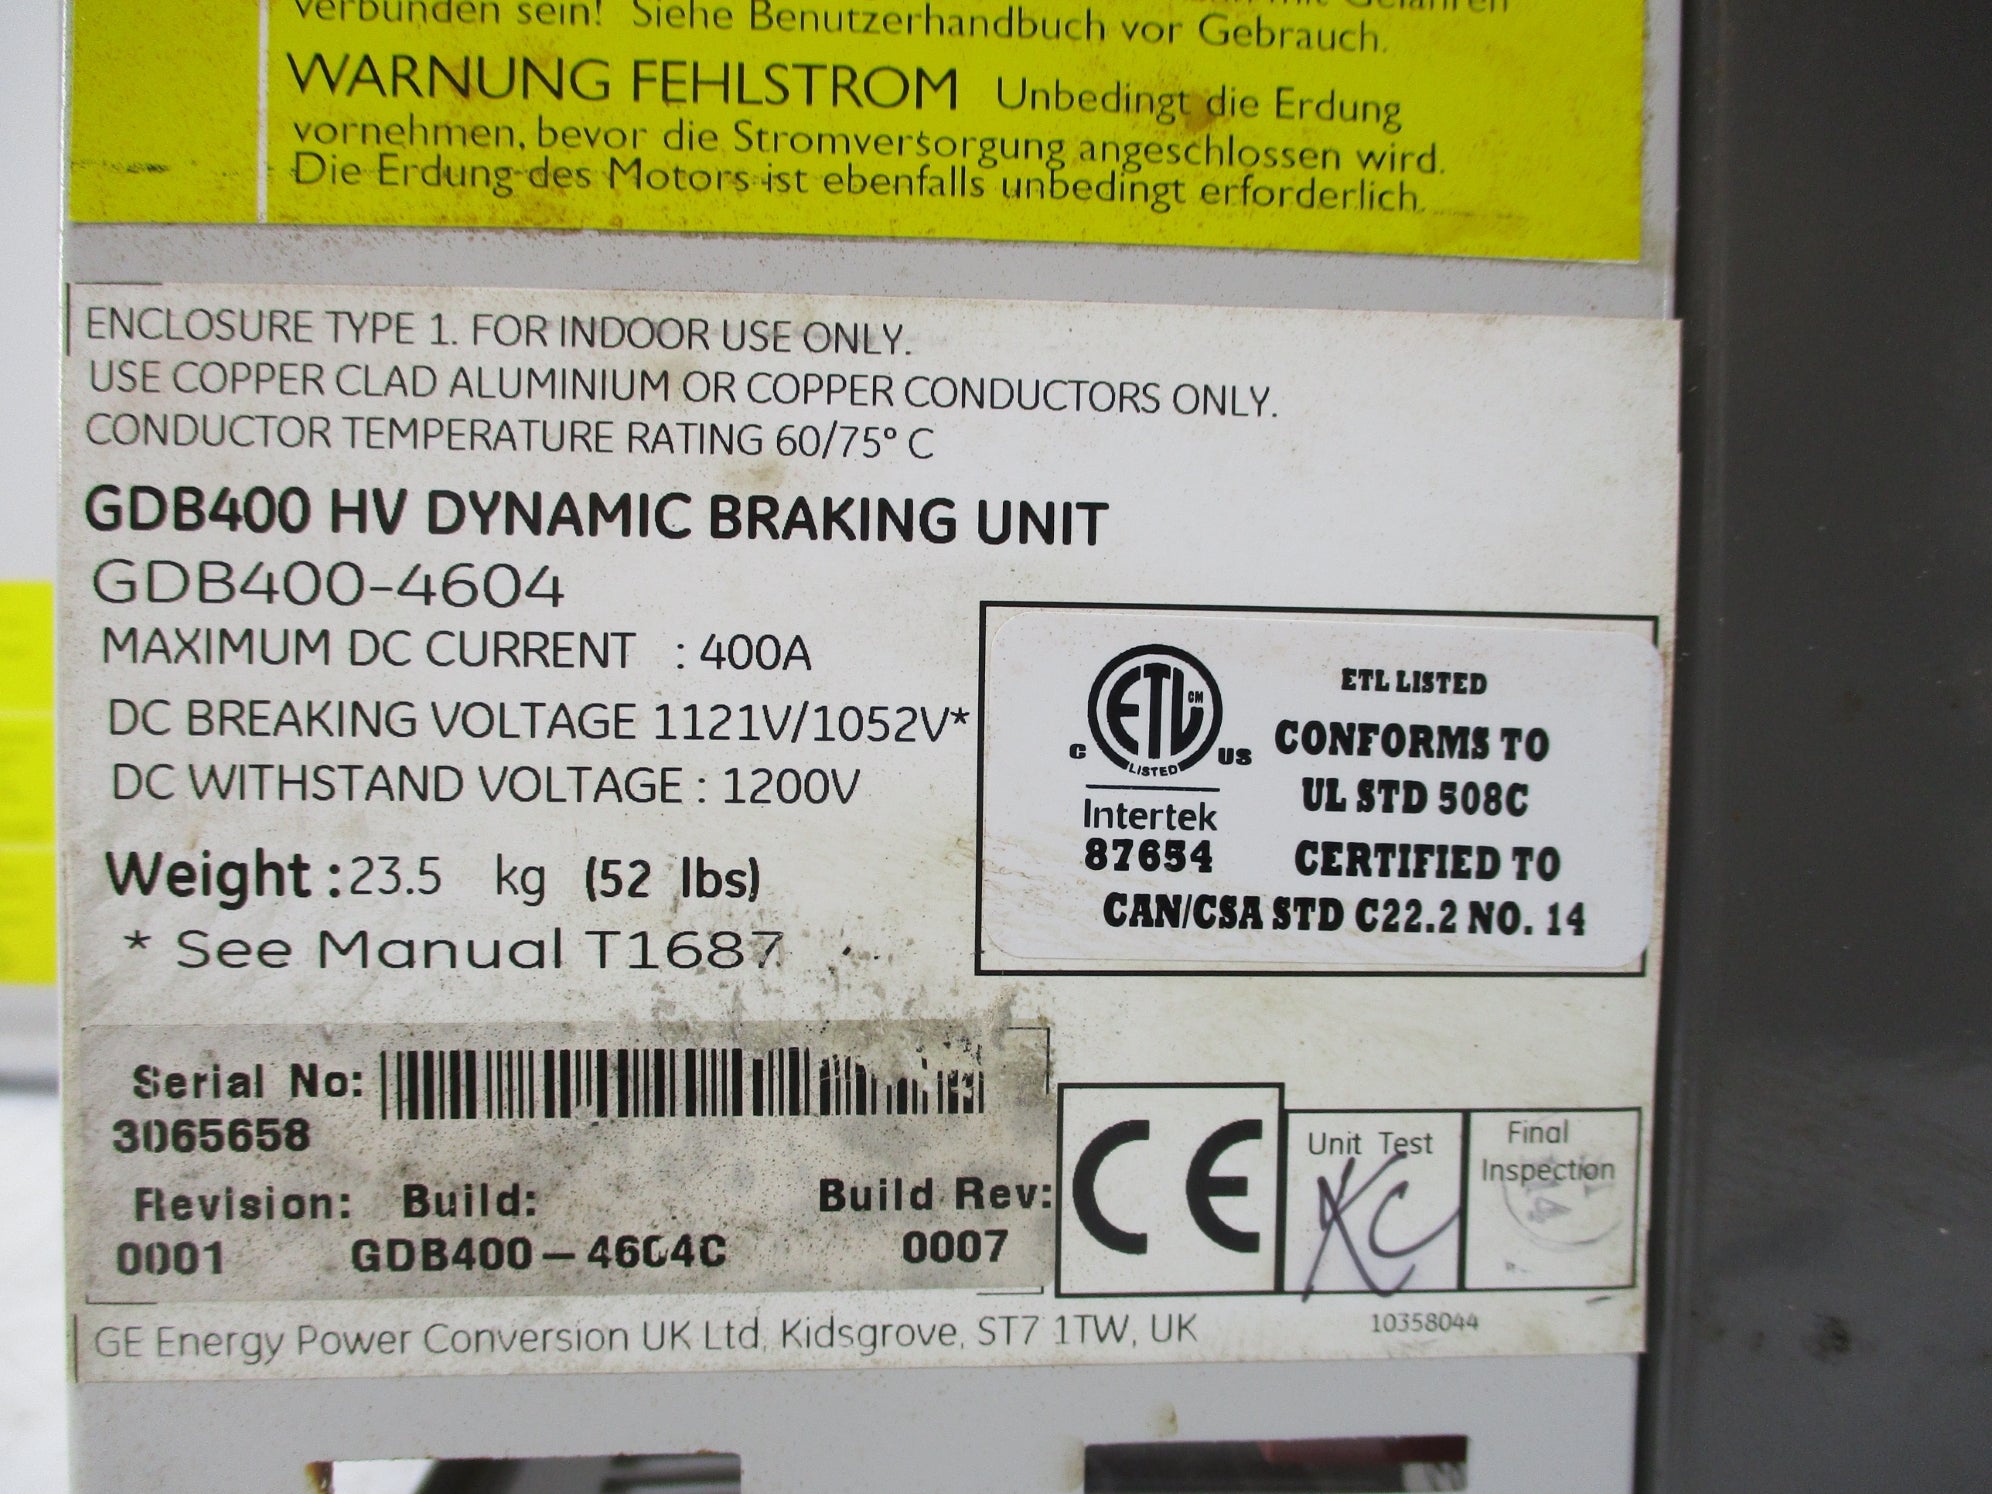 verbunden sein! Siehe Benutzerhandbuch vor Gebrauch.
WARNUNG FEHLSTROM Unbedingt die Erdung
vornehmen, bevor die Stromversorgung angeschlossen wird.
Die Erdung des Motors ist ebenfalls unbedingt erforderlich.
ENCLOSURE TYPE 1. FOR INDOOR USE ONLY.
USE COPPER CLAD ALUMINIUM OR COPPER CONDUCTORS ONLY.
CONDUCTOR TEMPERATURE RATING 60/75° C
GDB400 HV DYNAMIC BRAKING UNIT
GDB400-4604
MAXIMUM DC CURRENT : 400A
DC BREAKING VOLTAGE 1121V/1052V*
DC WITHSTAND VOLTAGE : 1200V
Weight : 23.5 kg (52 lbs)
* See Manual T1687
ETL CM
LISTED
C US
Intertek
87654
ETL LISTED
CONFORMS TO
UL STD 508C
CERTIFIED TO
CAN/CSA STD C22.2 NO. 14
Serial No:
3065658
Revision: Build: Build Rev:
0001 GDB400-4604C 0007
CE
Unit Test
KC
Final
Inspection
GE Energy Power Conversion UK Ltd, Kidsgrove, ST7 1TW, UK
10358044